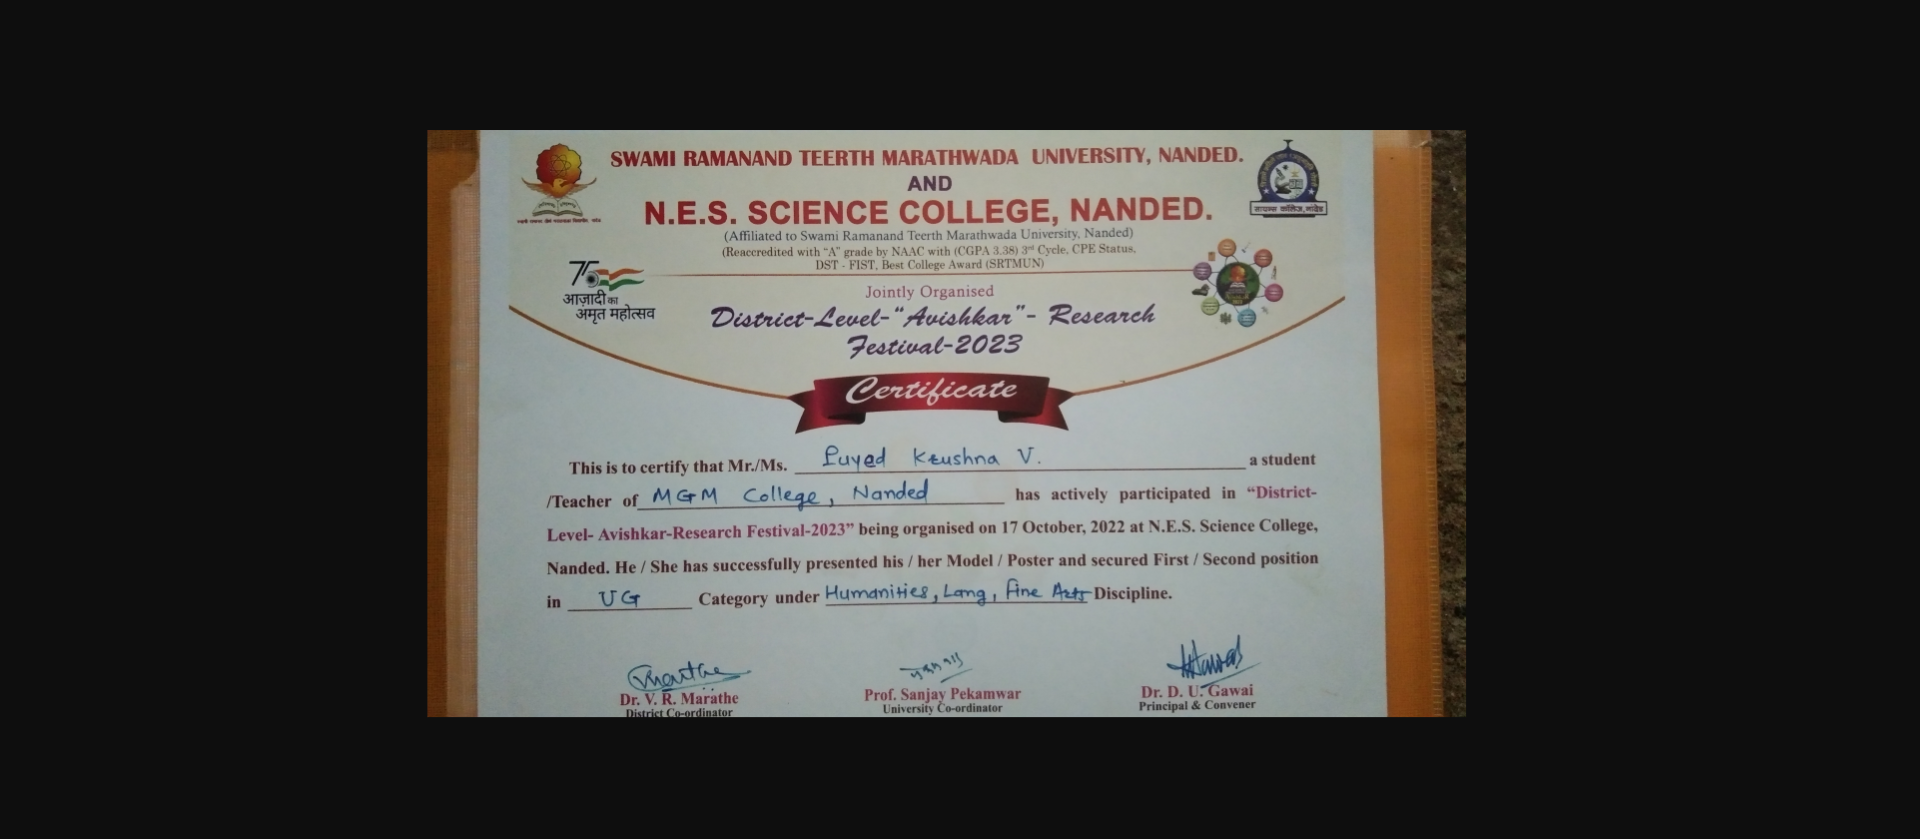 SWAMI RAMANAND TEERTH MARATHWADA UNIVERSITY, NANDED.
AND
N.E.S. SCIENCE COLLEGE, NANDED.
(Affiliated to Swami Ramanand Teerth Marathwada University, Nanded)
(Reaccredited with "A" grade by NAAC with (CGPA 3.38) 3rd Cycle, CPE Status,
DST - FIST, Best College Award (SRTMUN)
सायन्स कॉलेज, नांदेड
75
आज़ादी का
अमृत महोत्सव
Jointly Organised
District-Level-"Avishkar"- Research
Festival-2023
Certificate
This is to certify that Mr./Ms. Luyed Krushna V. a student
/Teacher of MGM College, Nanded has actively participated in "District-
Level- Avishkar-Research Festival-2023" being organised on 17 October, 2022 at N.E.S. Science College,
Nanded. He / She has successfully presented his / her Model / Poster and secured First / Second position
in UG Category under Humanities, Lang, Fine Arts Discipline.
Dr. V. R. Marathe
District Co-ordinator
Prof. Sanjay Pekamwar
University Co-ordinator
Dr. D. U. Gawai
Principal & Convener